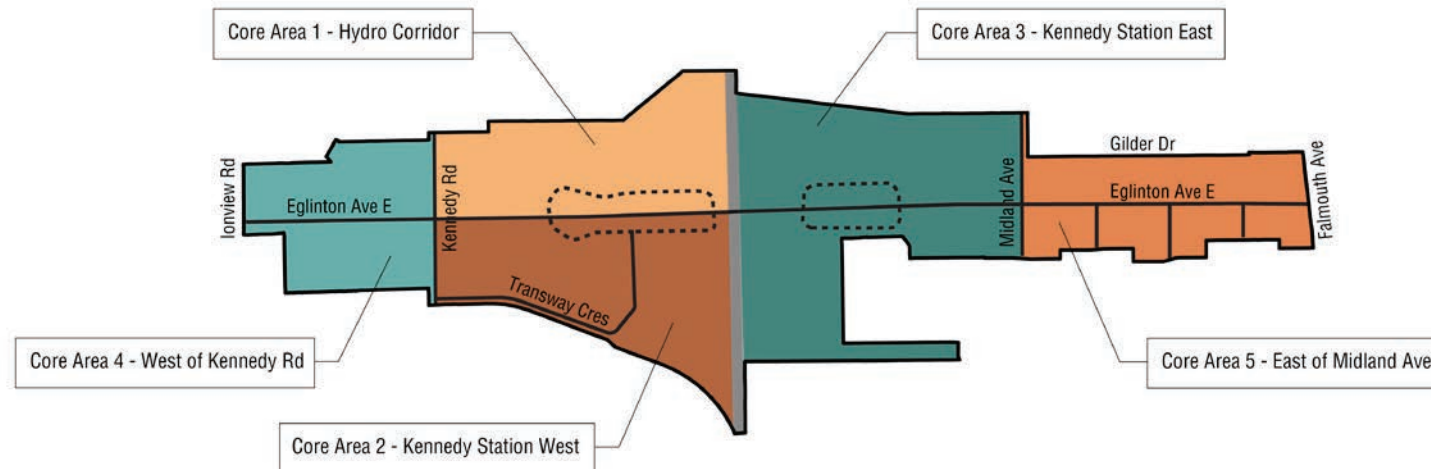 Core Area 1 - Hydro Corridor
Core Area 3 - Kennedy Station East
Gilder Dr
Ionview Rd
Eglinton Ave E
Kennedy Rd
Midland Ave
Eglinton Ave E
Falmouth Ave
Transway Cres
Core Area 4 - West of Kennedy Rd
Core Area 5 - East of Midland Ave
Core Area 2 - Kennedy Station West